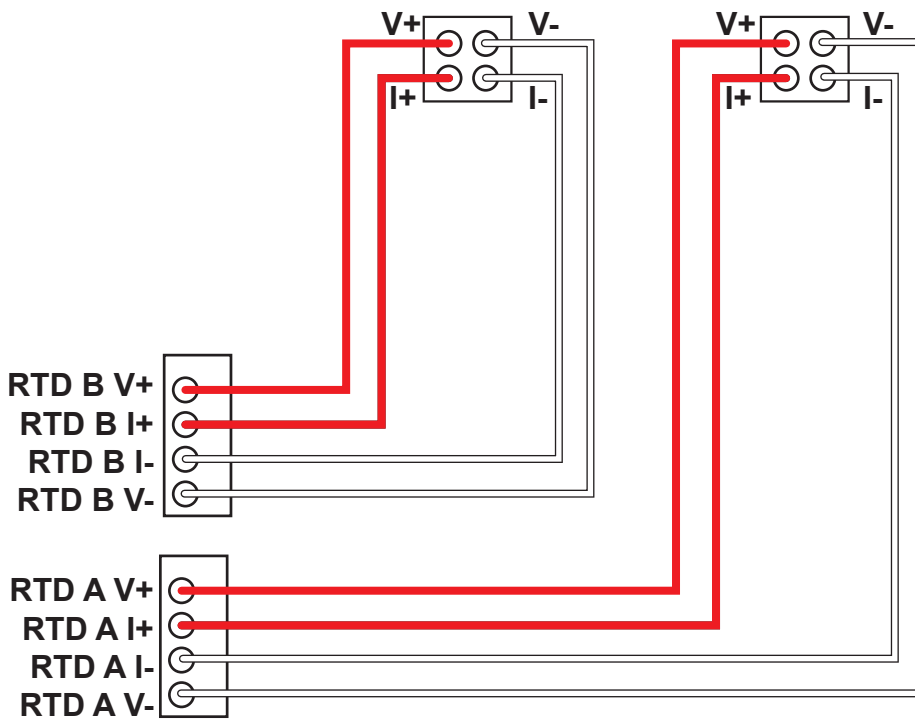 V+ V- V+ V-
I+ I- I+ I-
RTD B V+
RTD B I+
RTD B I-
RTD B V-
RTD A V+
RTD A I+
RTD A I-
RTD A V-